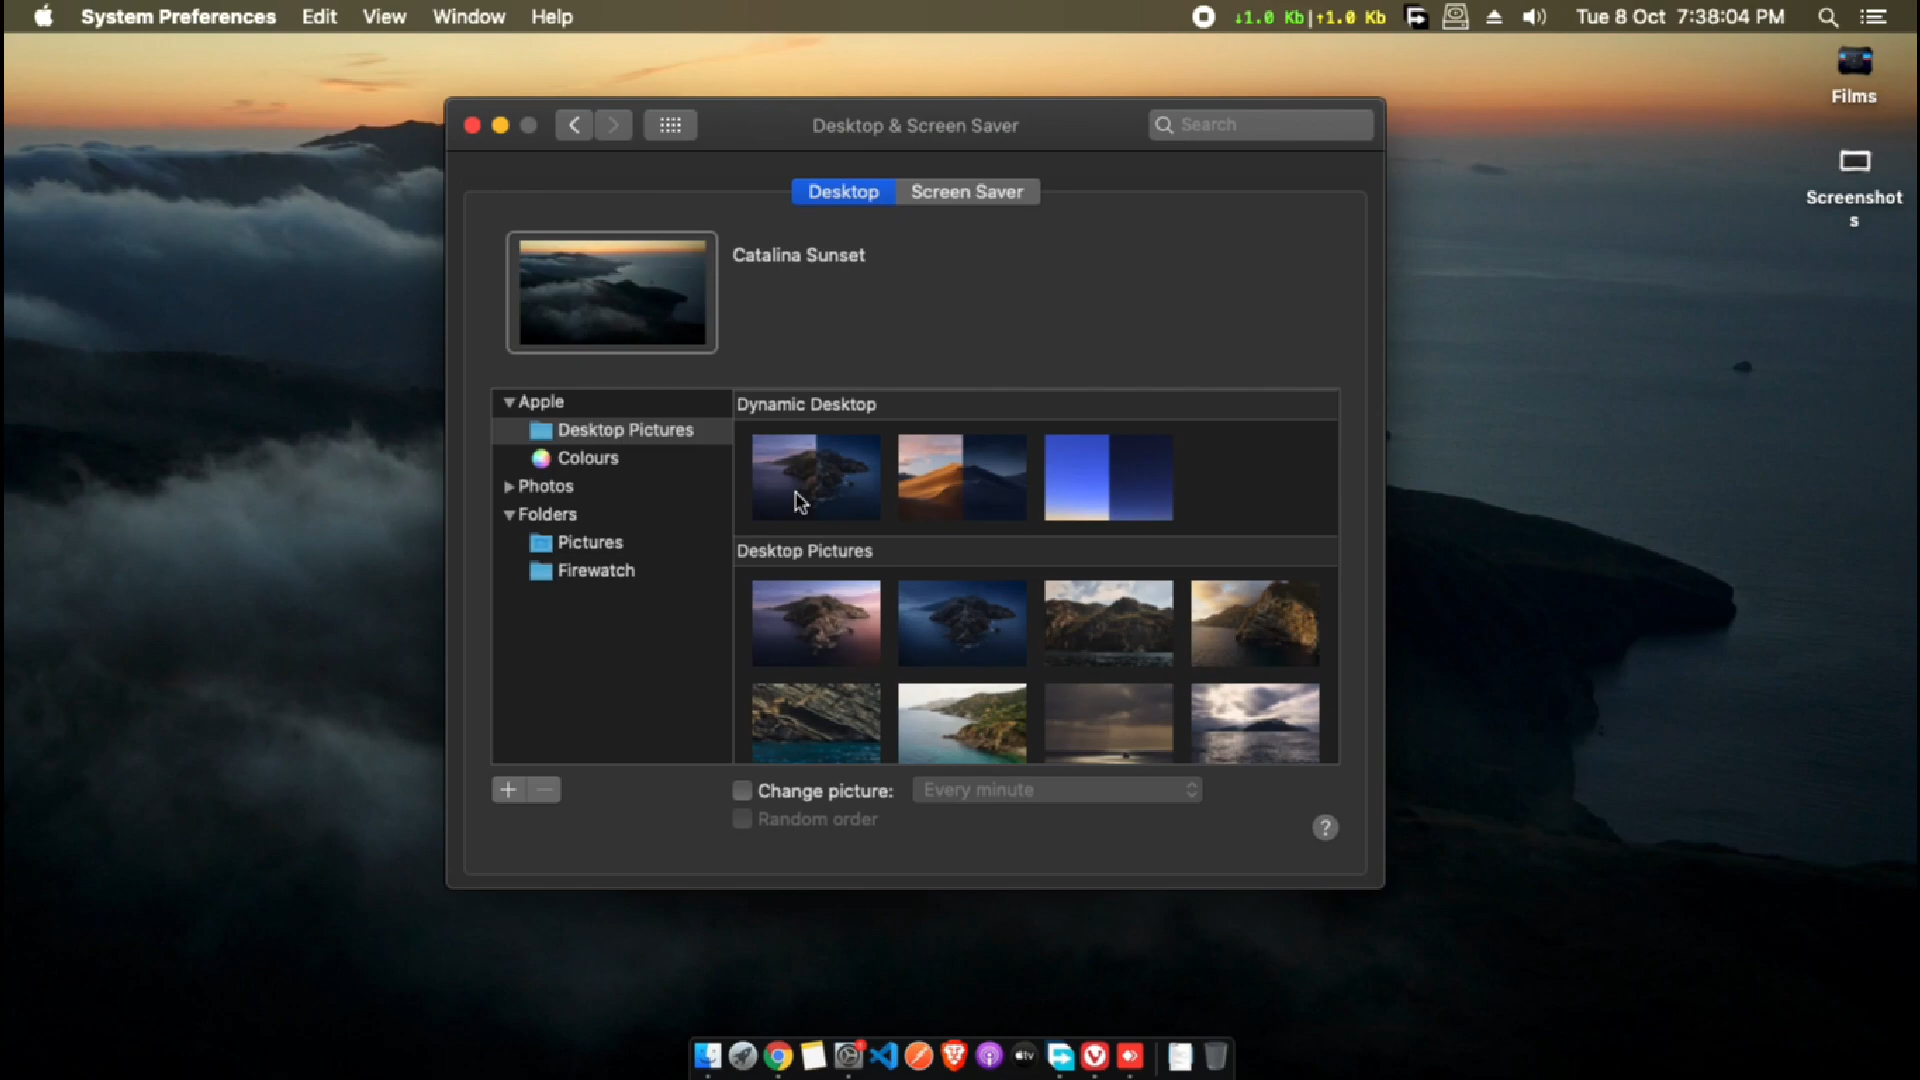 System Preferences Edit View Window Help ↓1.0 Kb|↑1.0 Kb Tue 8 Oct 7:38:04 PM
Films
Screenshot
s
Desktop & Screen Saver Search
Desktop Screen Saver
Catalina Sunset
Apple
Desktop Pictures
Colours
Photos
Folders
Pictures
Firewatch
Dynamic Desktop
Desktop Pictures
+ −
Change picture: Every minute
Random order
?
tv